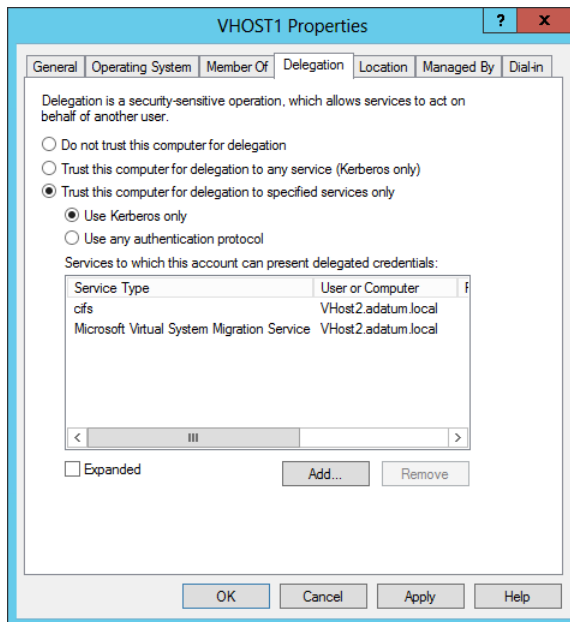 VHOST1 Properties
? x
General Operating System Member Of Delegation Location Managed By Dial-in
Delegation is a security-sensitive operation, which allows services to act on
behalf of another user.
Do not trust this computer for delegation
Trust this computer for delegation to any service (Kerberos only)
Trust this computer for delegation to specified services only
Use Kerberos only
Use any authentication protocol
Services to which this account can present delegated credentials:
Service Type User or Computer
cifs VHost2.adatum.local
Microsoft Virtual System Migration Service VHost2.adatum.local
Expanded Add... Remove
OK Cancel Apply Help